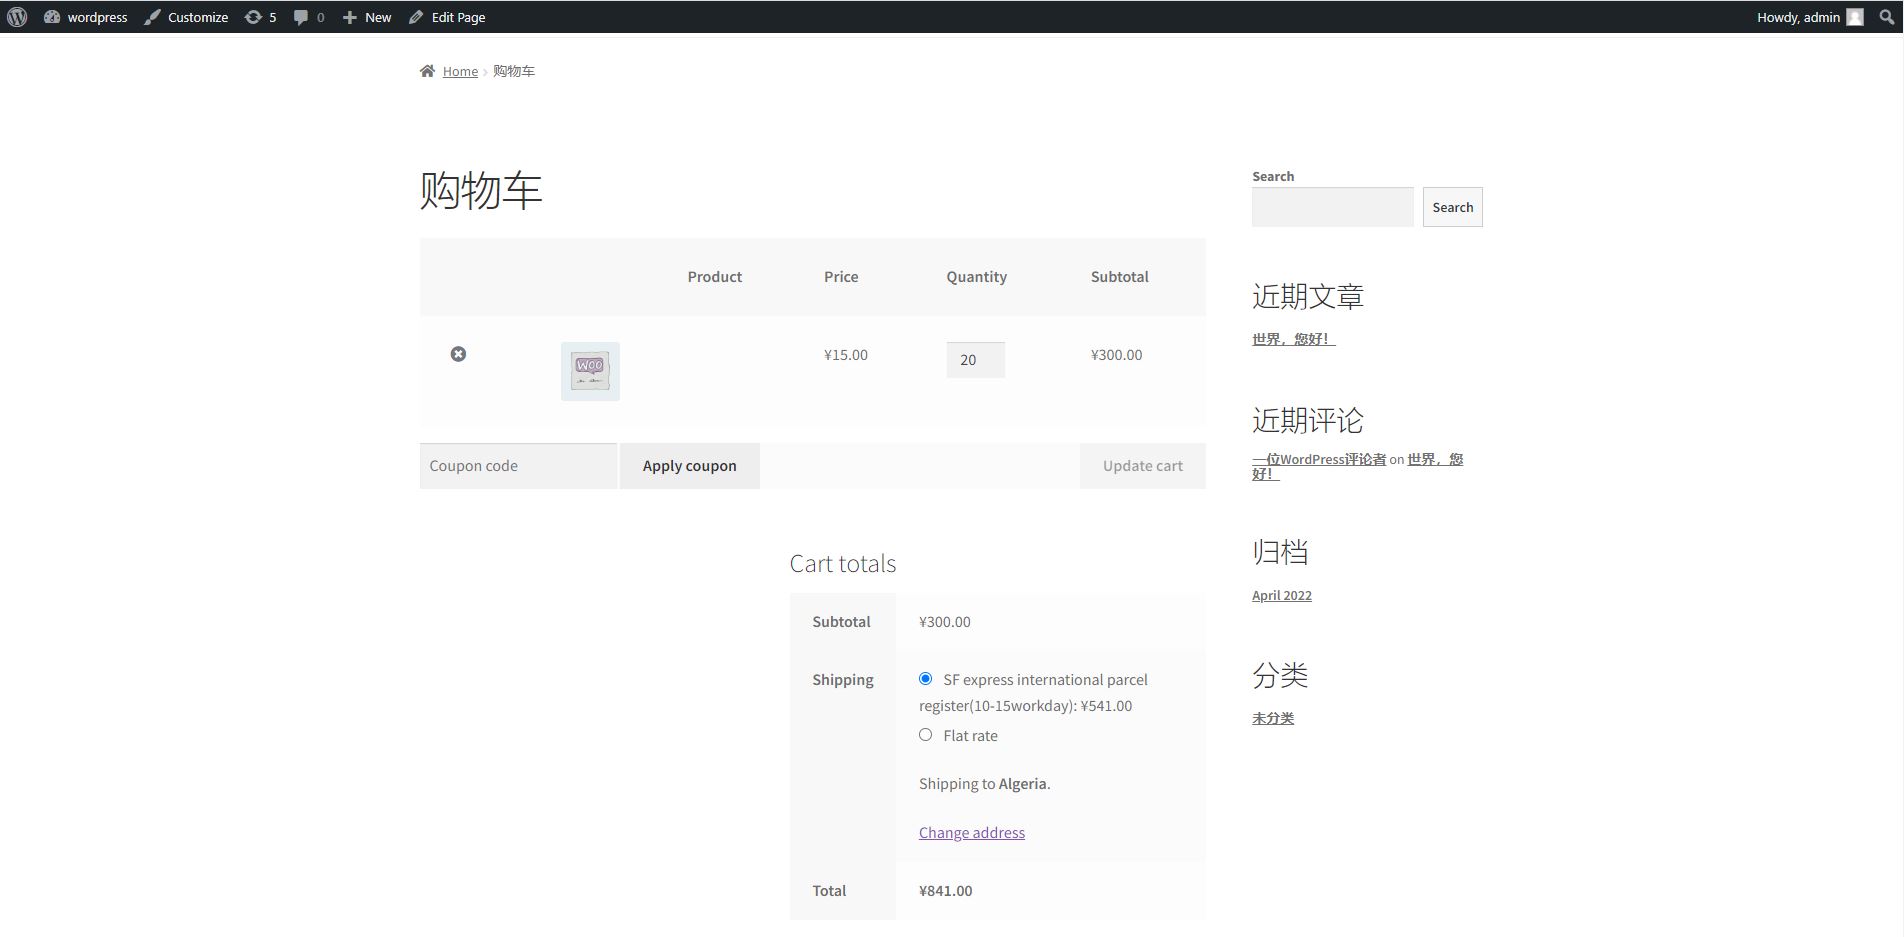 wordpress Customize 5 0 New Edit Page Howdy, admin
Home › 购物车
购物车
Product Price Quantity Subtotal
WOO
¥15.00 20 ¥300.00
Coupon code Apply coupon Update cart
Cart totals
Subtotal ¥300.00
Shipping SF express international parcel
register(10-15workday): ¥541.00
Flat rate
Shipping to Algeria.
Change address
Total ¥841.00
Search
Search
近期文章
世界，您好！
近期评论
一位WordPress评论者 on 世界，您
好！
归档
April 2022
分类
未分类